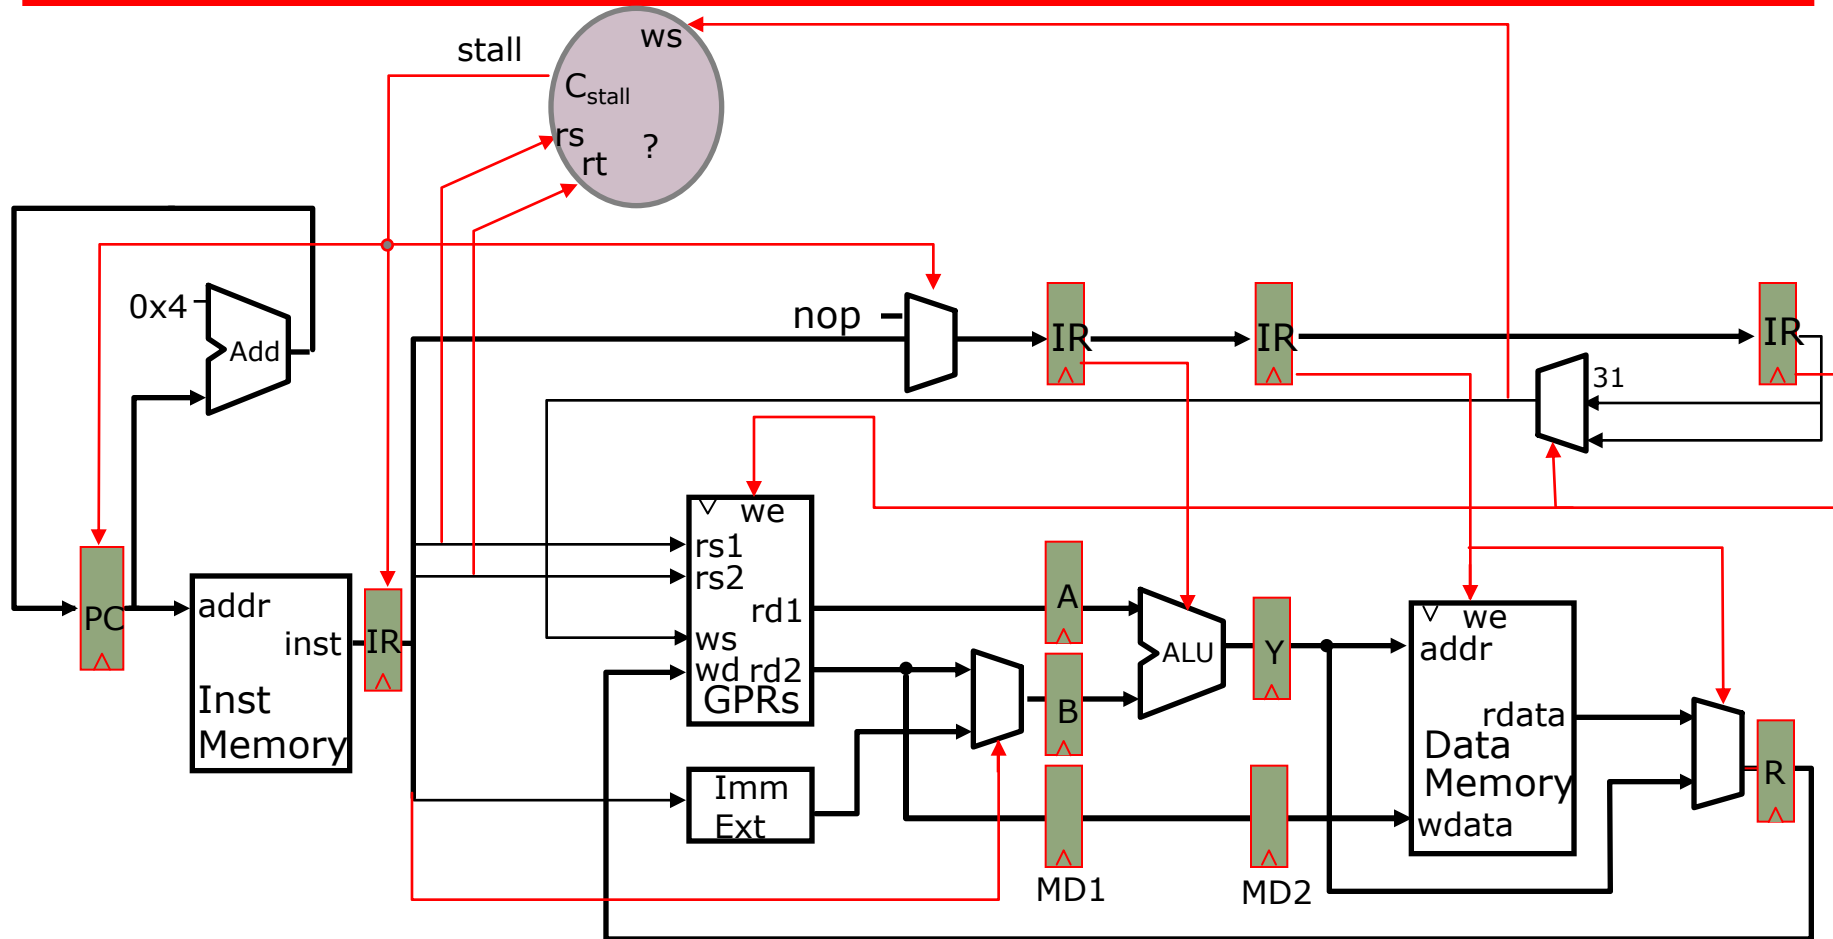 ws
stall
C stall
rs
?
rt
0x4
Add
nop
IR
IR
IR
31
we
rs1
rs2
rd1
ws
wd rd2
GPRs
A
B
ALU
Y
we
addr
rdata
Data
Memory
wdata
R
PC
addr
inst
Inst
Memory
IR
Imm
Ext
MD1
MD2